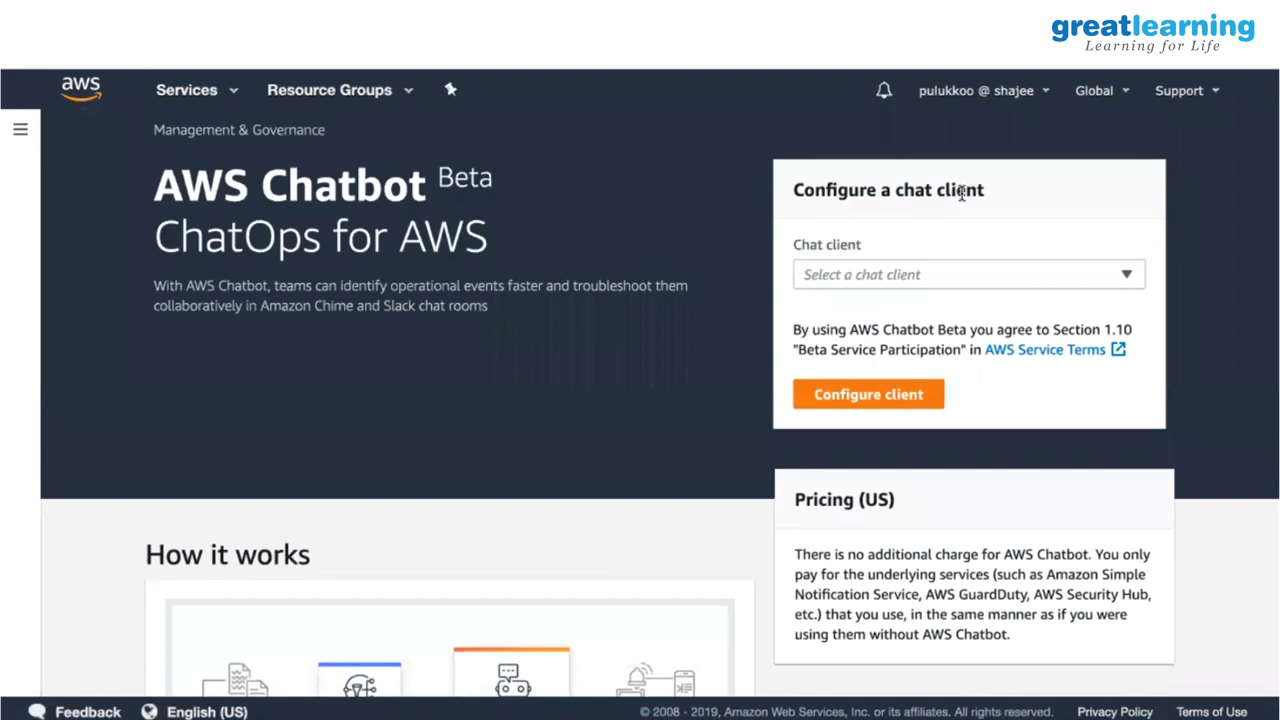 greatlearning
Learning for Life
aws
Services
Resource Groups
pulukkoo @ shajee
Global
Support
Management & Governance
AWS Chatbot Beta
ChatOps for AWS
With AWS Chatbot, teams can identify operational events faster and troubleshoot them
collaboratively in Amazon Chime and Slack chat rooms
Configure a chat client
Chat client
Select a chat client
By using AWS Chatbot Beta you agree to Section 1.10
"Beta Service Participation" in AWS Service Terms
Configure client
Pricing (US)
There is no additional charge for AWS Chatbot. You only
pay for the underlying services (such as Amazon Simple
Notification Service, AWS GuardDuty, AWS Security Hub,
etc.) that you use, in the same manner as if you were
using them without AWS Chatbot.
How it works
Feedback
English (US)
© 2008 - 2019, Amazon Web Services, Inc. or its affiliates. All rights reserved.
Privacy Policy
Terms of Use